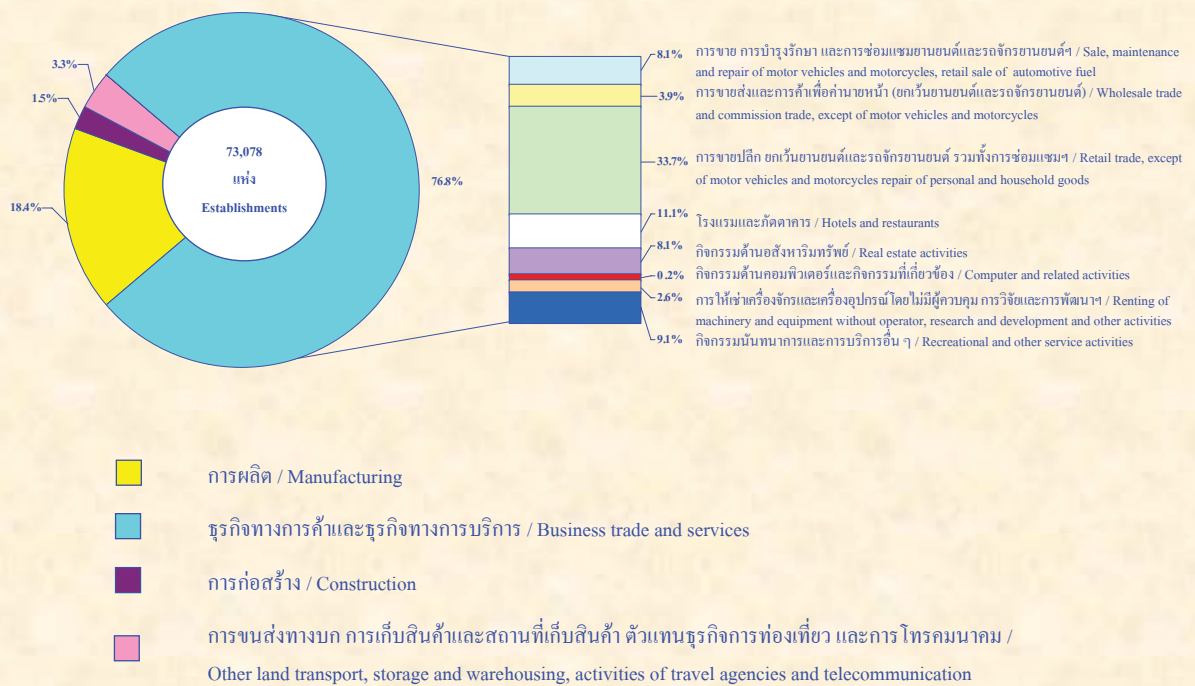 3.3%
1.5%
18.4%
73,078
แห่ง
Establishments
76.8%
8.1% การขาย การบำรุงรักษา และการซ่อมแซมยานยนต์และรถจักรยานยนต์ฯ / Sale, maintenance
and repair of motor vehicles and motorcycles, retail sale of automotive fuel
3.9% การขายส่งและการค้าเพื่อค่านายหน้า (ยกเว้นยานยนต์และรถจักรยานยนต์) / Wholesale trade
and commission trade, except of motor vehicles and motorcycles
33.7% การขายปลีก ยกเว้นยานยนต์และรถจักรยานยนต์ รวมทั้งการซ่อมแซมฯ / Retail trade, except
of motor vehicles and motorcycles repair of personal and household goods
11.1% โรงแรมและภัตตาคาร / Hotels and restaurants
8.1% กิจกรรมด้านอสังหาริมทรัพย์ / Real estate activities
0.2% กิจกรรมด้านคอมพิวเตอร์และกิจกรรมที่เกี่ยวข้อง / Computer and related activities
2.6% การให้เช่าเครื่องจักรและเครื่องอุปกรณ์โดยไม่มีผู้ควบคุม การวิจัยและการพัฒนาฯ / Renting of
machinery and equipment without operator, research and development and other activities
9.1% กิจกรรมนันทนาการและการบริการอื่น ๆ / Recreational and other service activities
การผลิต / Manufacturing
ธุรกิจทางการค้าและธุรกิจทางการบริการ / Business trade and services
การก่อสร้าง / Construction
การขนส่งทางบก การเก็บสินค้าและสถานที่เก็บสินค้า ตัวแทนธุรกิจการท่องเที่ยว และการโทรคมนาคม /
Other land transport, storage and warehousing, activities of travel agencies and telecommunication